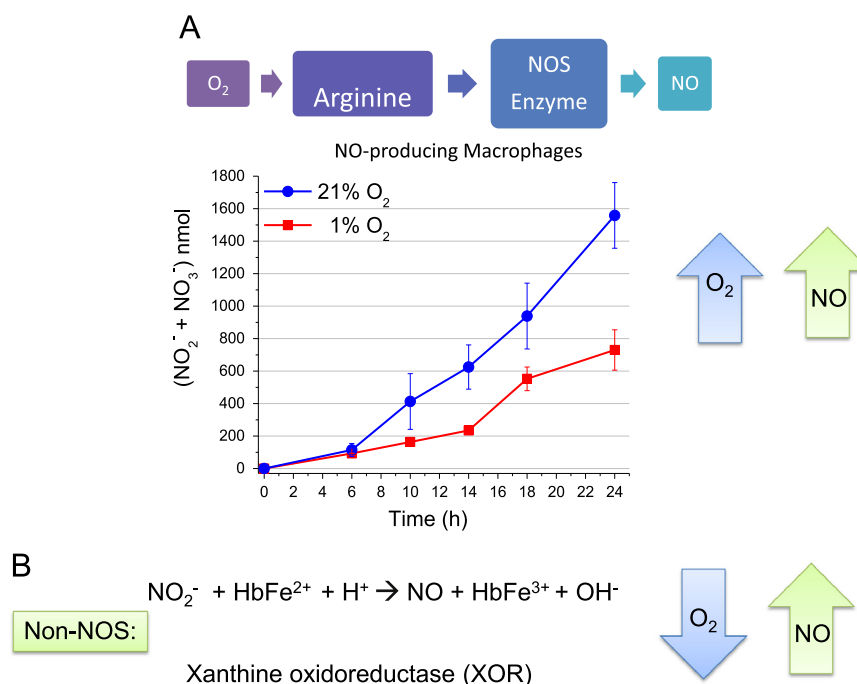 A
O₂
Arginine
NOS
Enzyme
NO
NO-producing Macrophages
(NO₂⁻ + NO₃⁻) nmol
1800
1600
1400
1200
1000
800
600
400
200
0
21% O₂
1% O₂
0 2 4 6 8 10 12 14 16 18 20 22 24
Time (h)
O₂
NO
B
NO₂⁻ + HbFe²⁺ + H⁺ → NO + HbFe³⁺ + OH⁻
Non-NOS:
Xanthine oxidoreductase (XOR)
O₂
NO